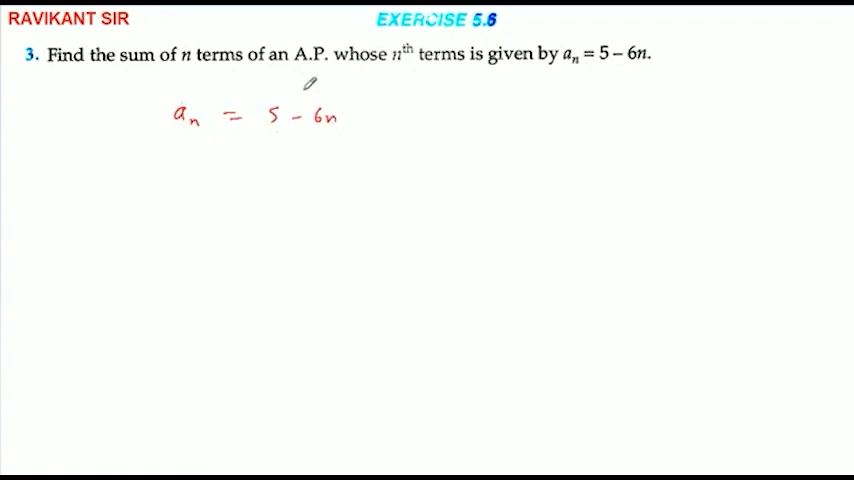 RAVIKANT SIR
EXERCISE 5.6
3. Find the sum of n terms of an A.P. whose nᵗʰ terms is given by aₙ = 5 – 6n.
aₙ = 5 – 6n